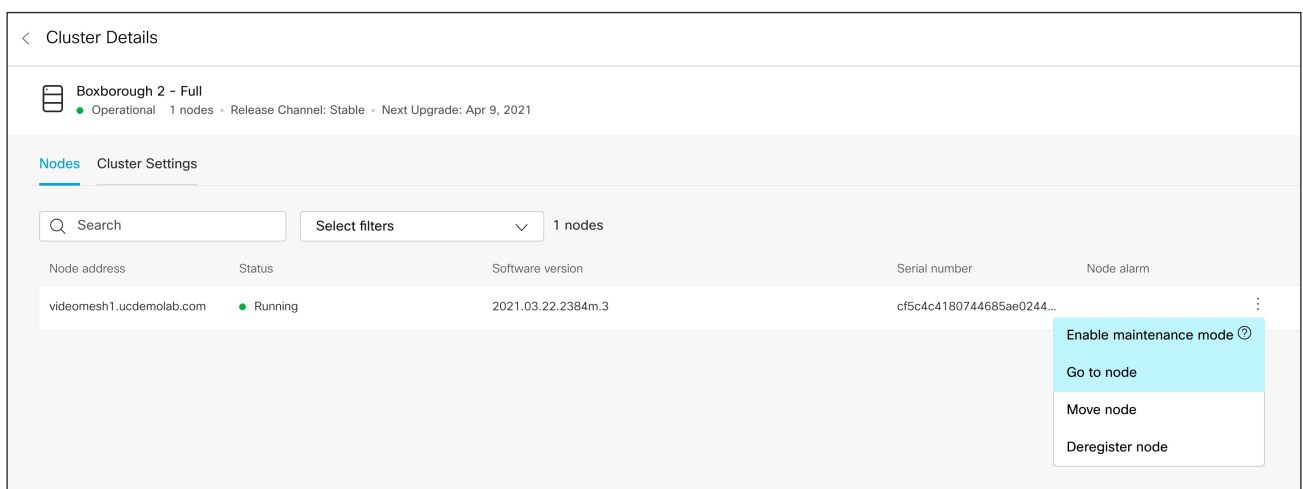 Cluster Details
Boxborough 2 - Full
Operational 1 nodes • Release Channel: Stable • Next Upgrade: Apr 9, 2021
Nodes Cluster Settings
Search Select filters 1 nodes
Node address Status Software version Serial number Node alarm
videomesh1.ucdemolab.com Running 2021.03.22.2384m.3 cf5c4c4180744685ae0244...
Enable maintenance mode ?
Go to node
Move node
Deregister node